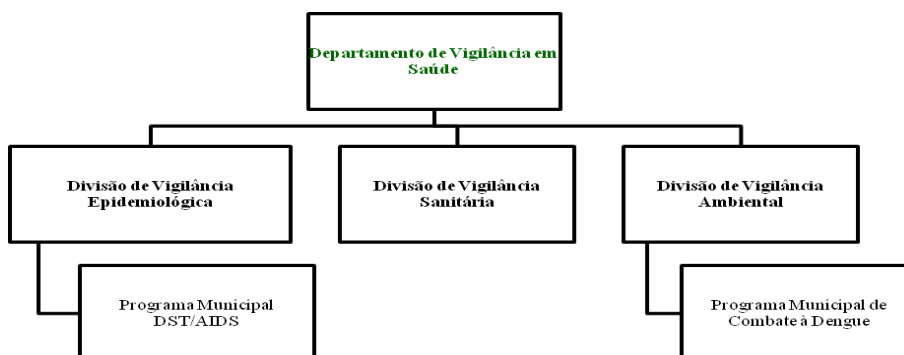 Departamento de Vigilância em
Saúde
Divisão de Vigilância
Epidemiológica
Divisão de Vigilância
Sanitária
Divisão de Vigilância
Ambiental
Programa Municipal
DST/AIDS
Programa Municipal de
Combate à Dengue